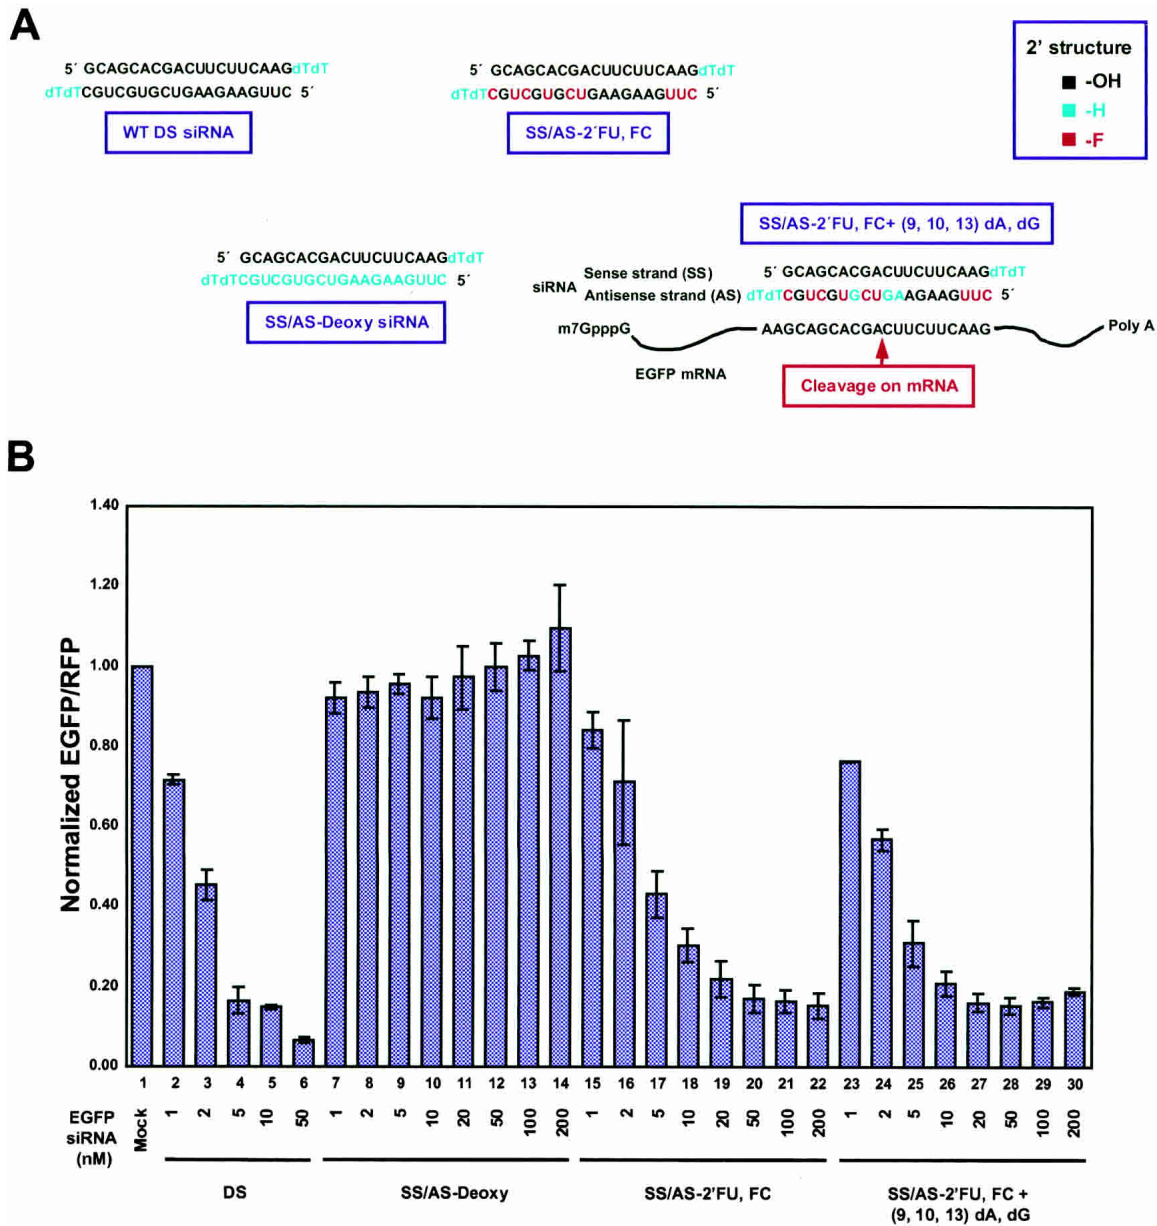 A
5´ GCAGCACGACUUCUUCAAGdTdT
dTdTCGUCGUGCUGAAGAAGUUC 5´
WT DS siRNA
5´ GCAGCACGACUUCUUCAAGdTdT
dTdTCGUCGUGCUGAAGAAGUUC 5´
SS/AS-2´FU, FC
2' structure
-OH
-H
-F
5´ GCAGCACGACUUCUUCAAGdTdT
dTdTCGUCGUGCUGAAGAAGUUC 5´
SS/AS-Deoxy siRNA
SS/AS-2´FU, FC+ (9, 10, 13) dA, dG
siRNA
Sense strand (SS) 5´ GCAGCACGACUUCUUCAAGdTdT
Antisense strand (AS) dTdTCGUCGUGCUGAAGAAGUUC 5´
m7GpppG AAGCAGCACGACUUCUUCAAG Poly A
EGFP mRNA
Cleavage on mRNA
B
Normalized EGFP/RFP
1.40
1.20
1.00
0.80
0.60
0.40
0.20
0.00
1 2 3 4 5 6 7 8 9 10 11 12 13 14 15 16 17 18 19 20 21 22 23 24 25 26 27 28 29 30
EGFP siRNA (nM)
Mock 1 2 5 10 50 1 2 5 10 20 50 100 200 1 2 5 10 20 50 100 200 1 2 5 10 20 50 100 200
DS
SS/AS-Deoxy
SS/AS-2'FU, FC
SS/AS-2'FU, FC +
(9, 10, 13) dA, dG